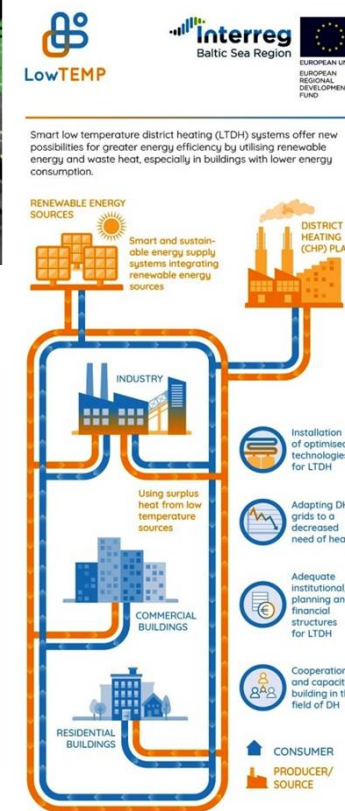 LowTEMP
Interreg
Baltic Sea Region
EUROPEAN
REGIONAL
FUND
Smart low temperature district heating (LTDH) systems offer new
possibilities for greater energy efficiency by utilising renewable
energy and waste heat, especially in buildings with lower energy
consumption.
RENEWABLE ENERGY
SOURCES
Smart and sustain-
able energy supply
systems integrating
renewable energy
sources
DISTRICT
HEATING
(CHP)
INDUSTRY
Using surplus
heat from low
temperature
sources
COMMERCIAL
BUILDINGS
RESIDENTIAL
BUILDINGS
Installation
of optimised
technologies
for LTDH
Adapting
grids to a
decreased
need of
Adequate
institutional,
planning
financial
structures
for LTDH
Cooperation
and
building in
field of DH
CONSUMER
PRODUCER/
SOURCE